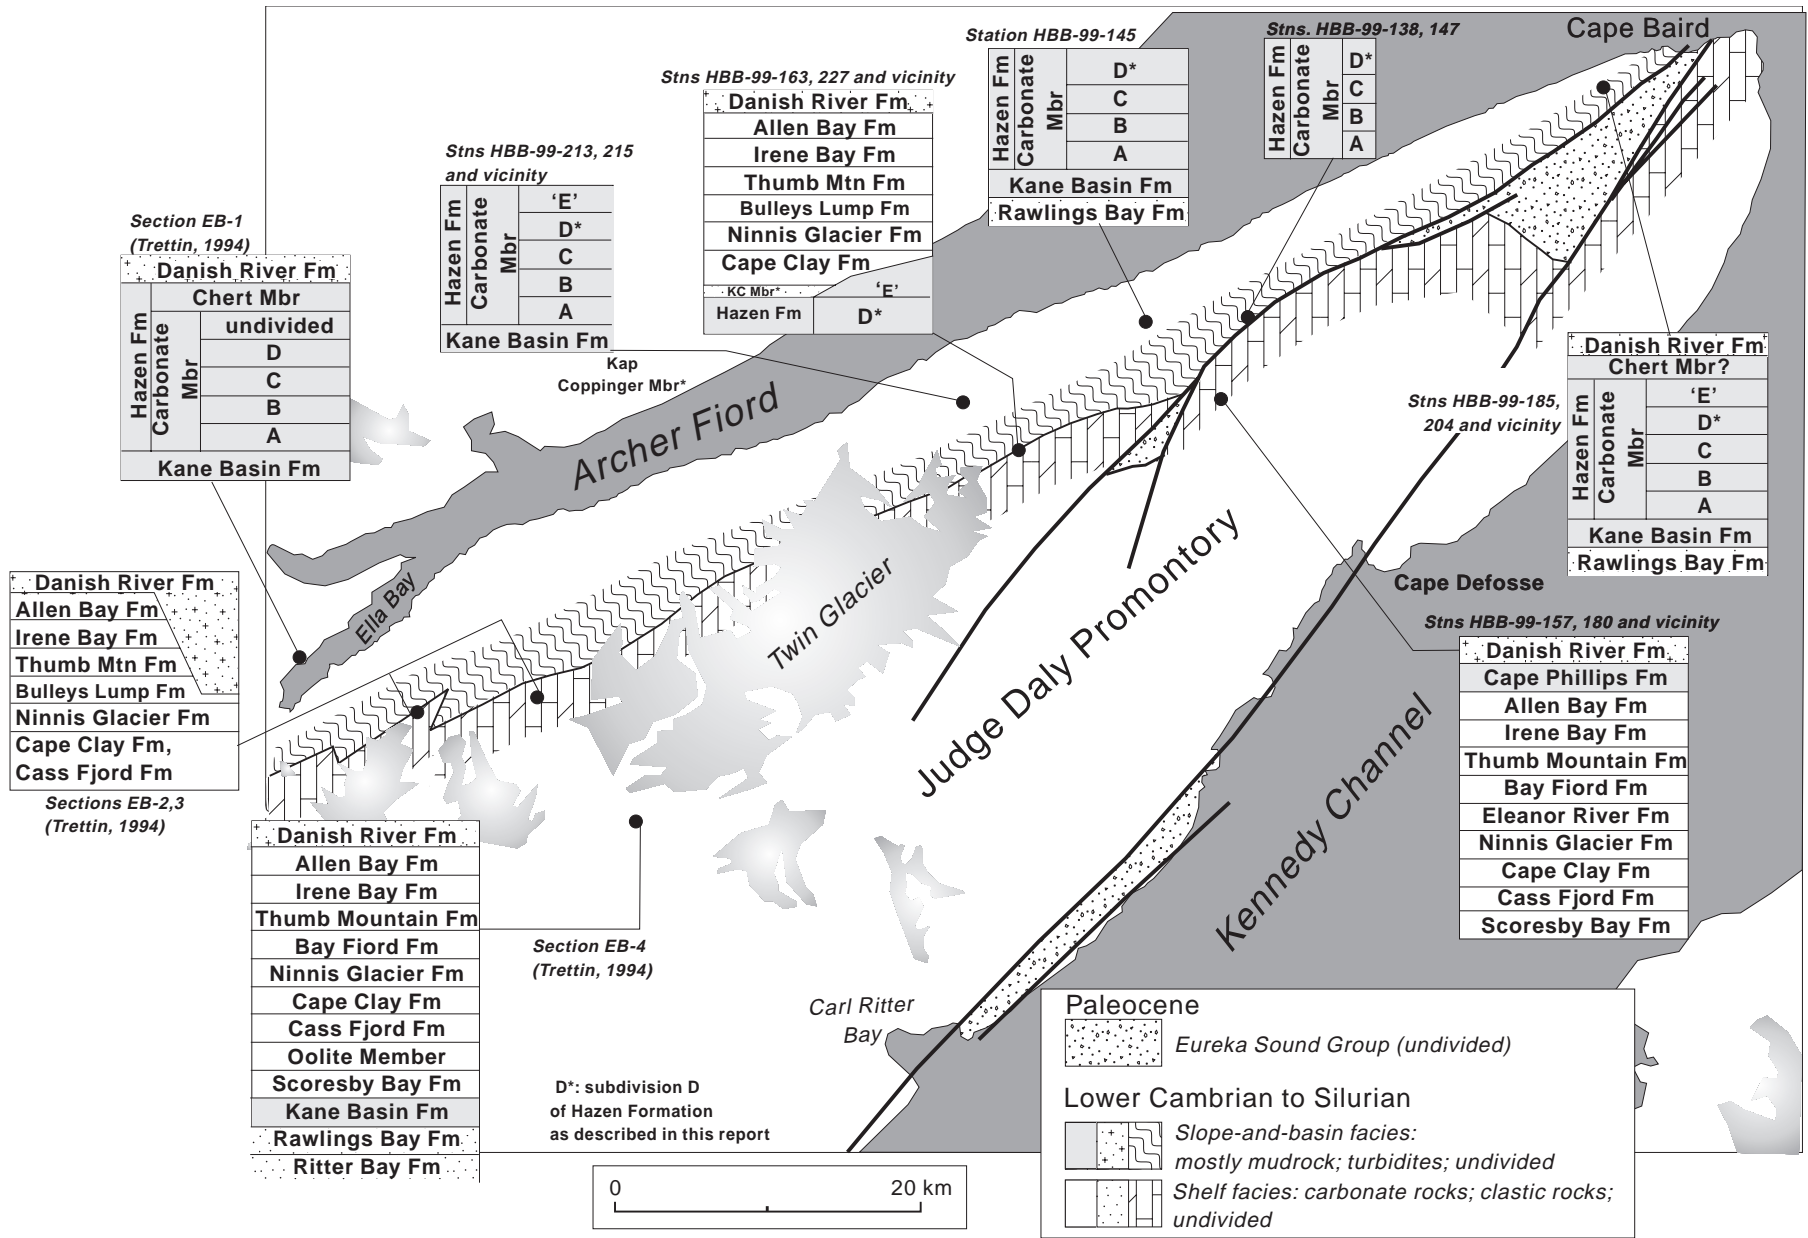 Cape Baird
Station HBB-99-145
Hazen Fm
Carbonate
Mbr
D*
C
B
A
Kane Basin Fm
Rawlings Bay Fm
Stns. HBB-99-138, 147
Hazen Fm
Carbonate
Mbr
D*
C
B
A
Stns HBB-99-163, 227 and vicinity
Danish River Fm
Allen Bay Fm
Irene Bay Fm
Thumb Mtn Fm
Bulleys Lump Fm
Ninnis Glacier Fm
Cape Clay Fm
KC Mbr*
'E'
Hazen Fm
D*
Stns HBB-99-213, 215
and vicinity
Hazen Fm
Carbonate
Mbr
'E'
D*
C
B
A
Kane Basin Fm
Kap
Coppinger Mbr*
Section EB-1
(Trettin, 1994)
Danish River Fm
Hazen Fm
Chert Mbr
Carbonate
Mbr
undivided
D
C
B
A
Kane Basin Fm
Archer Fiord
Ella Bay
Twin Glacier
Judge Daly Promontory
Kennedy Channel
Cape Defosse
Carl Ritter
Bay
Danish River Fm
Allen Bay Fm
Irene Bay Fm
Thumb Mtn Fm
Bulleys Lump Fm
Ninnis Glacier Fm
Cape Clay Fm,
Cass Fjord Fm
Sections EB-2,3
(Trettin, 1994)
Danish River Fm
Allen Bay Fm
Irene Bay Fm
Thumb Mountain Fm
Bay Fiord Fm
Ninnis Glacier Fm
Cape Clay Fm
Cass Fjord Fm
Oolite Member
Scoresby Bay Fm
Kane Basin Fm
Rawlings Bay Fm
Ritter Bay Fm
Section EB-4
(Trettin, 1994)
Stns HBB-99-185,
204 and vicinity
Danish River Fm
Chert Mbr?
Hazen Fm
Carbonate
Mbr
'E'
D*
C
B
A
Kane Basin Fm
Rawlings Bay Fm
Stns HBB-99-157, 180 and vicinity
Danish River Fm
Cape Phillips Fm
Allen Bay Fm
Irene Bay Fm
Thumb Mountain Fm
Bay Fiord Fm
Eleanor River Fm
Ninnis Glacier Fm
Cape Clay Fm
Cass Fjord Fm
Scoresby Bay Fm
D*: subdivision D
of Hazen Formation
as described in this report
0 20 km
Paleocene
Eureka Sound Group (undivided)
Lower Cambrian to Silurian
Slope-and-basin facies:
mostly mudrock; turbidites; undivided
Shelf facies: carbonate rocks; clastic rocks;
undivided